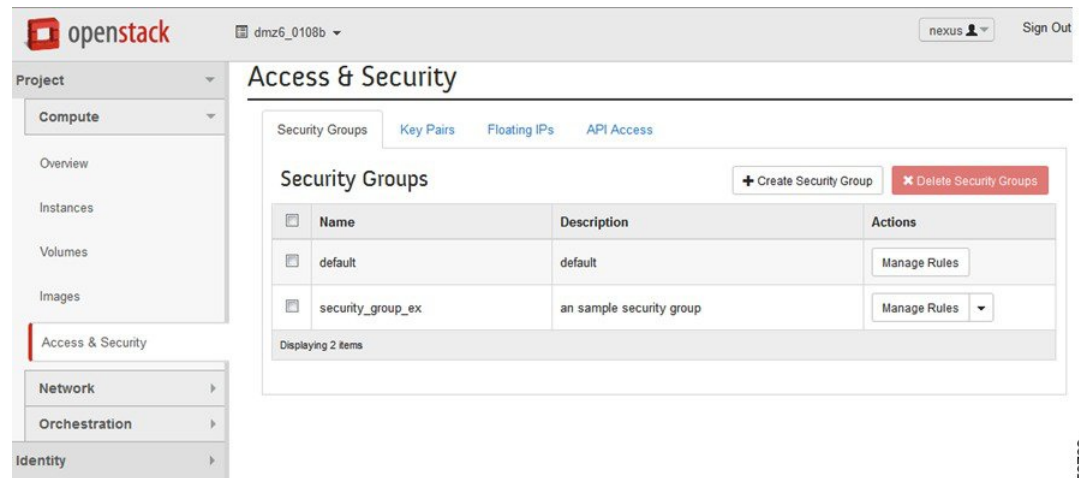 openstack
dmz6_0108b
nexus
Sign Out
Project
Compute
Overview
Instances
Volumes
Images
Access & Security
Network
Orchestration
Identity
Access & Security
Security Groups Key Pairs Floating IPs API Access
Security Groups
Create Security Group
Delete Security Groups
Name Description Actions
default default Manage Rules
security_group_ex an sample security group Manage Rules
Displaying 2 items